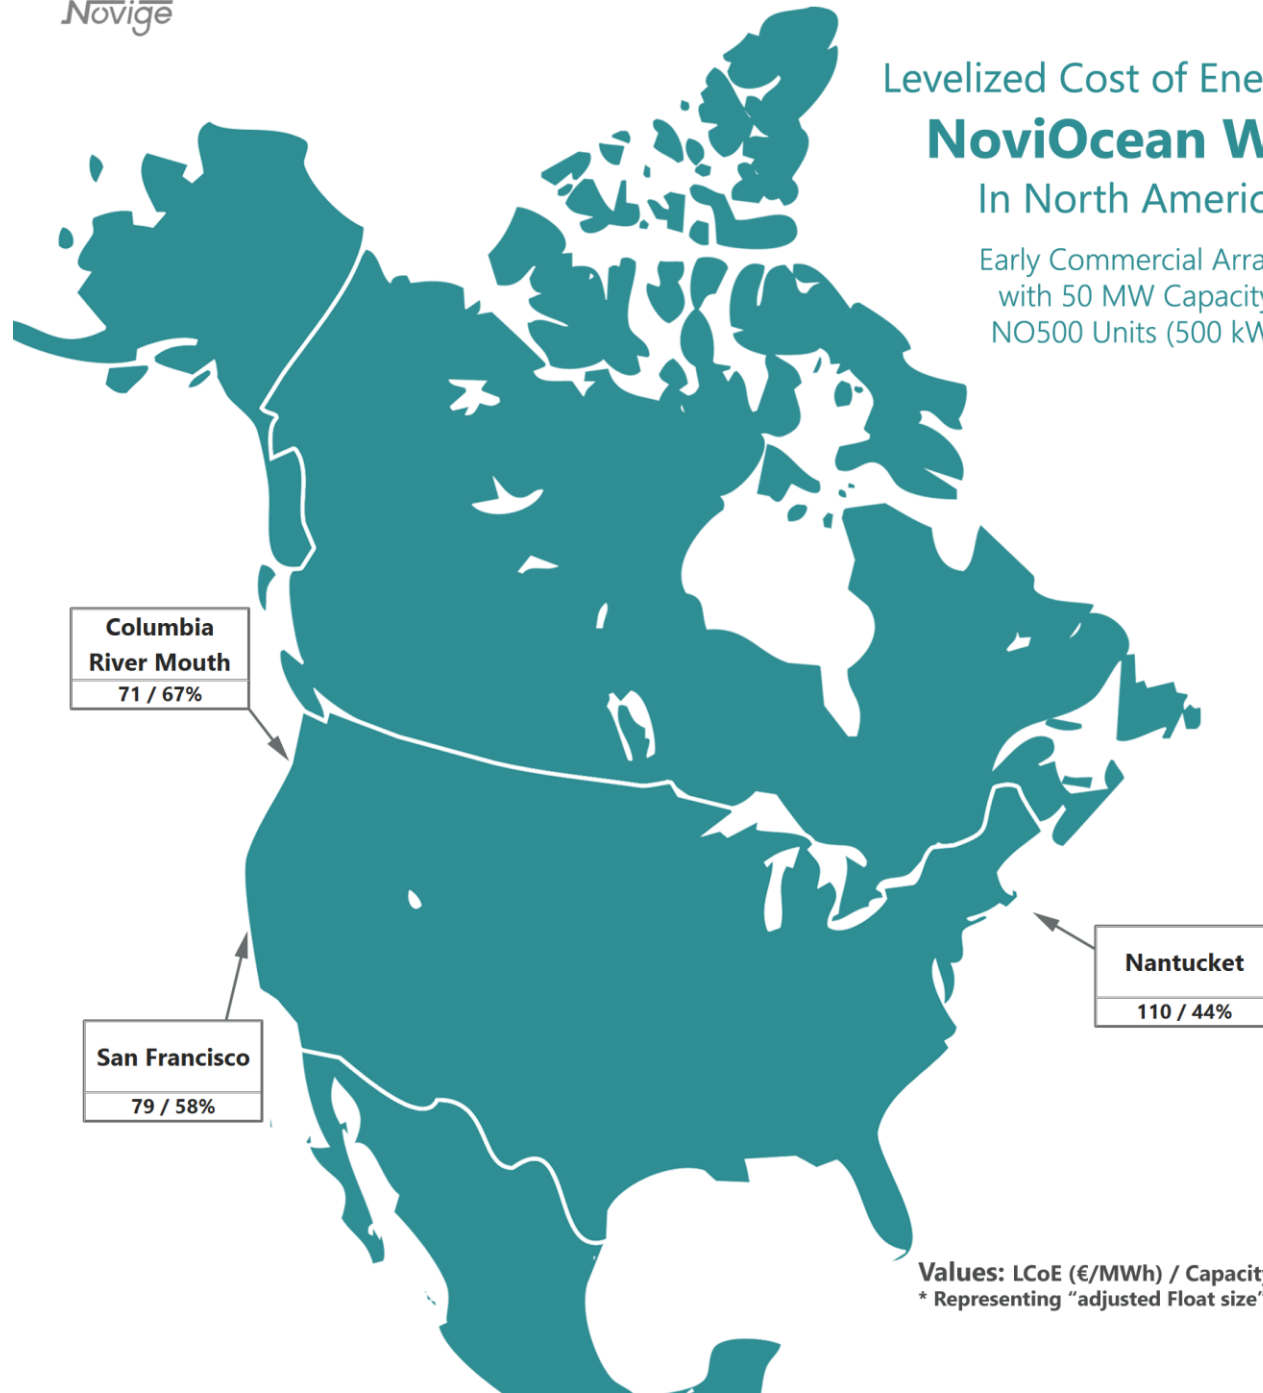 Novige
Levelized Cost of Ene
NoviOcean W
In North Americ
Early Commercial Arra
with 50 MW Capacity
NO500 Units (500 kW
Columbia
River Mouth
71 / 67%
Nantucket
110 / 44%
San Francisco
79 / 58%
Values: LCoE (€/MWh) / Capacity
* Representing “adjusted Float size”